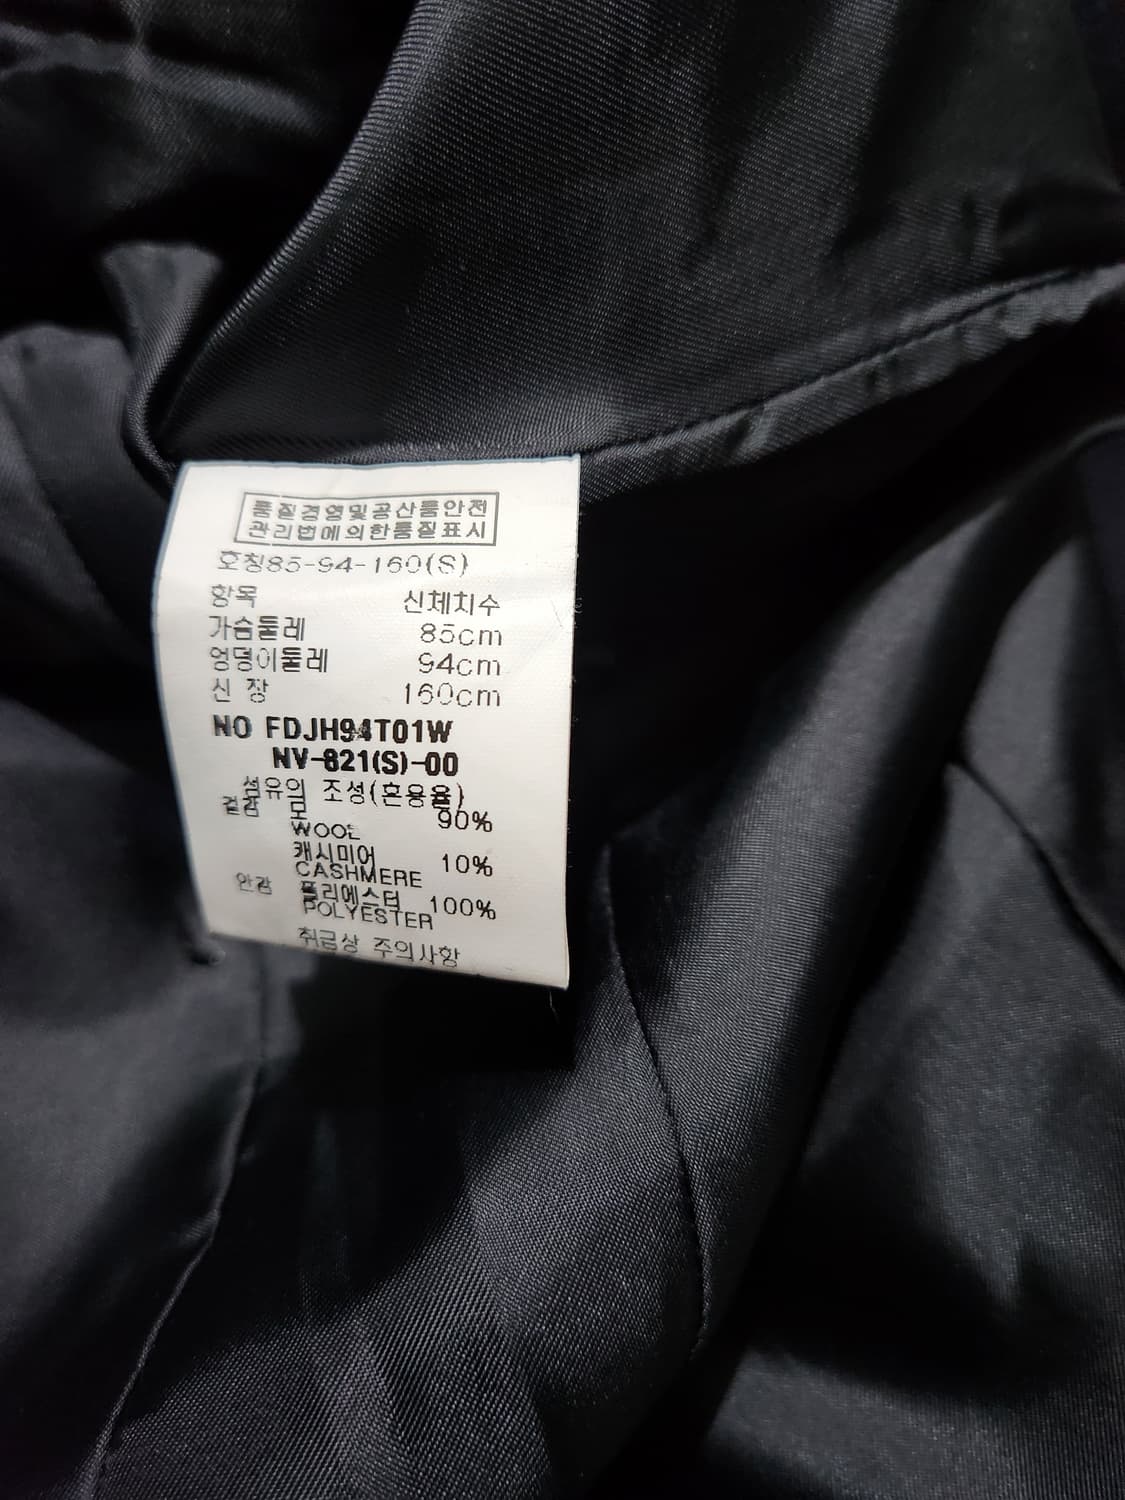 품질경영및공산품안전
관리법에의한품질표시
호칭85-94-160(S)
항목 신체치수
가슴둘레 85cm
엉덩이둘레 94cm
신 장 160cm
NO FDJH94T01W
NV-821(S)-00
섬유의 조성(혼용율)
겉감 모 90%
WOOL
캐시미어 10%
CASHMERE
안감 폴리에스터 100%
POLYESTER
취급상 주의사항